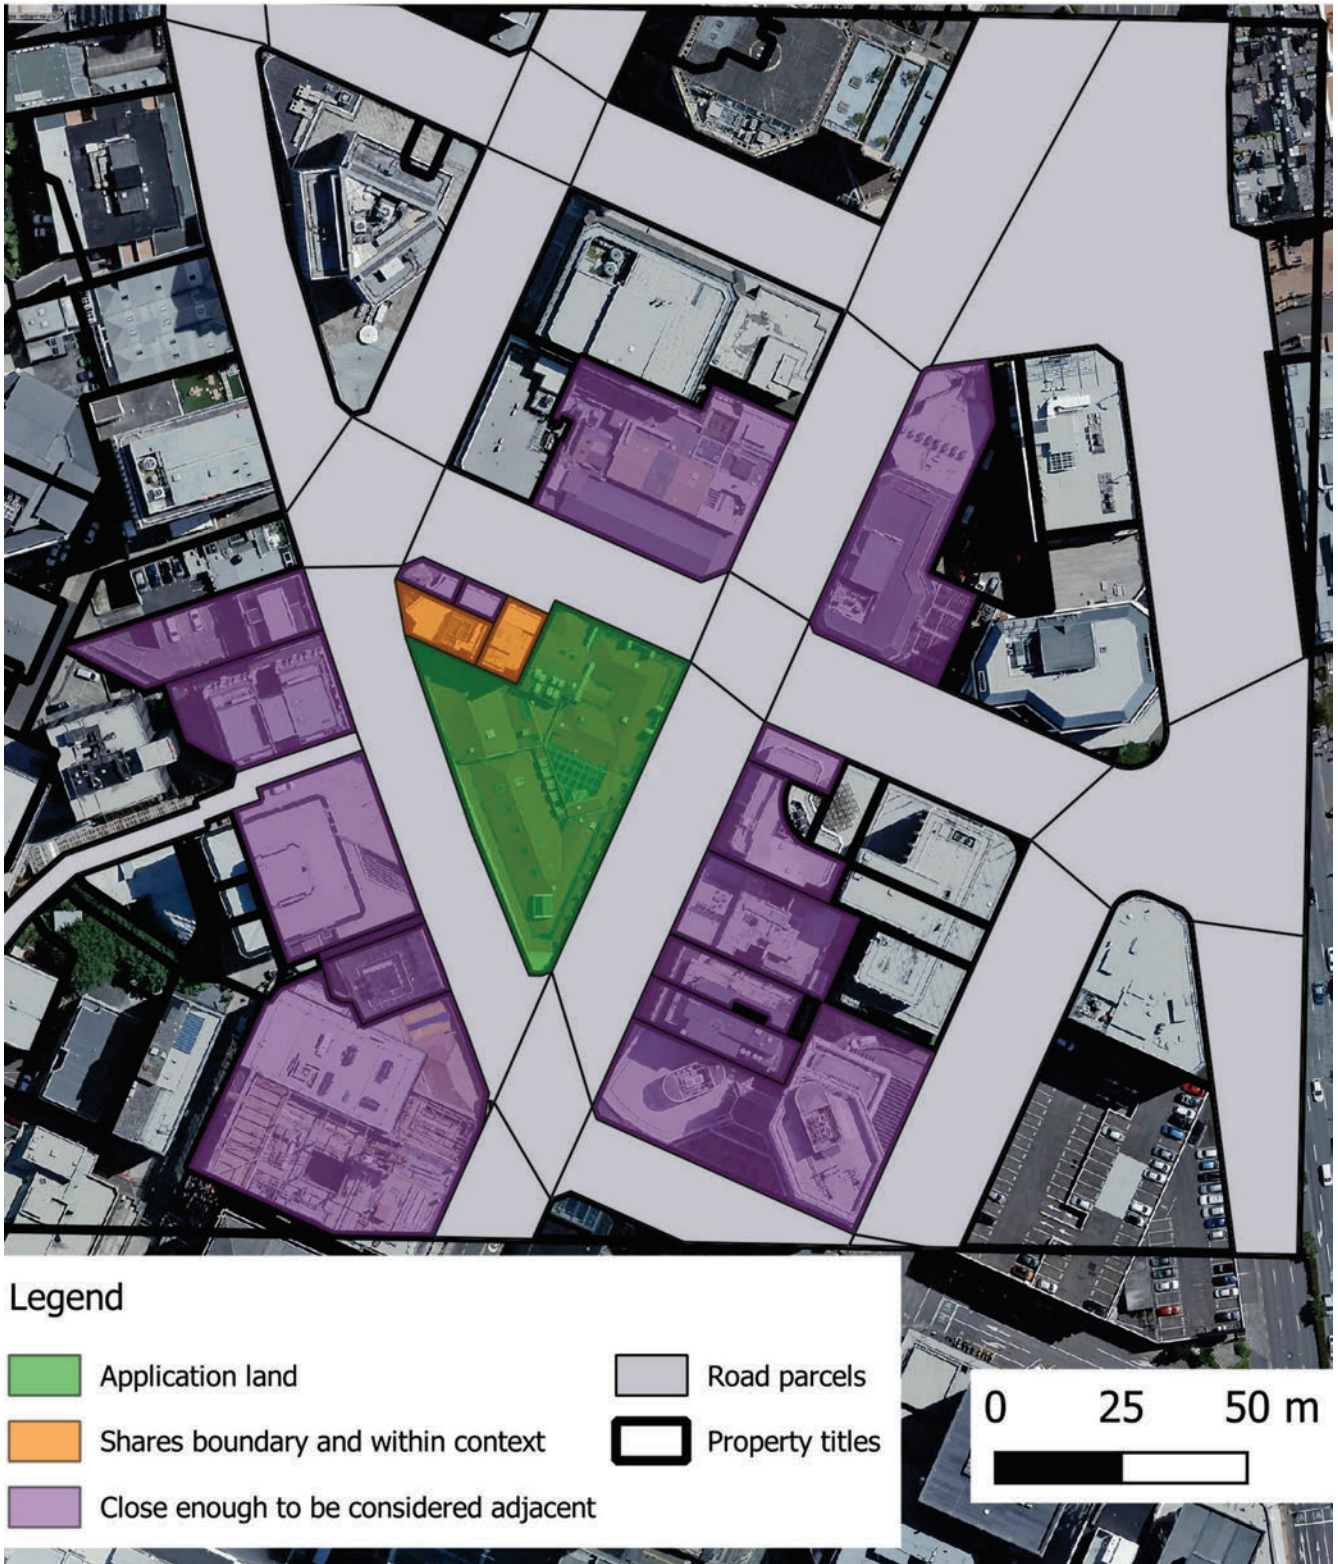 Legend
Application land
Shares boundary and within context
Close enough to be considered adjacent
Road parcels
Property titles
0 25 50 m